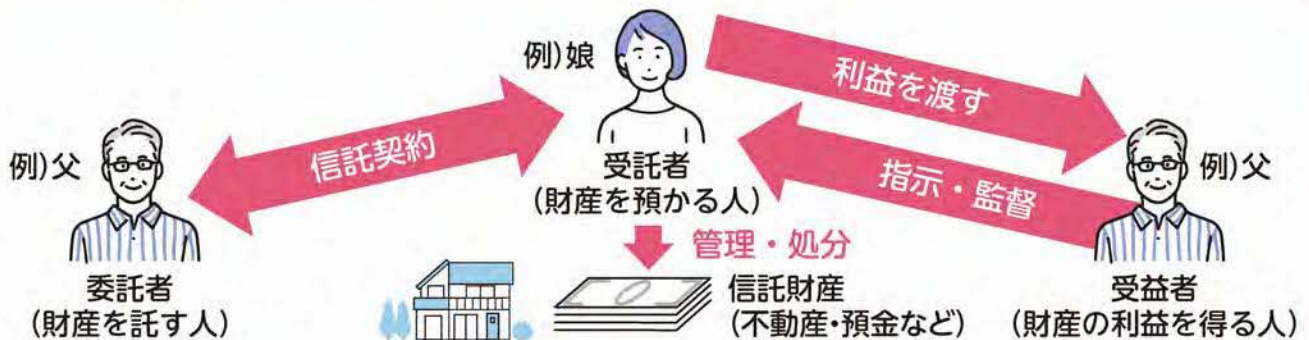 例)父
委託者
(財産を託す人)
信託契約
例)娘
受託者
(財産を預かる人)
管理・処分
信託財産
(不動産・預金など)
利益を渡す
指示・監督
例)父
受益者
(財産の利益を得る人)